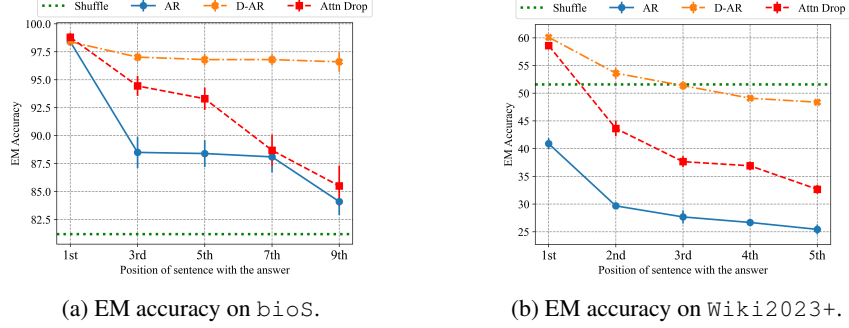 Shuffle AR D-AR Attn Drop
100.0
97.5
95.0
92.5
90.0
87.5
85.0
82.5
EM Accuracy
1st 3rd 5th 7th 9th
Position of sentence with the answer
(a) EM accuracy on bioS.
Shuffle AR D-AR Attn Drop
60
55
50
45
40
35
30
25
EM Accuracy
1st 2nd 3rd 4th 5th
Position of sentence with the answer
(b) EM accuracy on Wiki2023+.